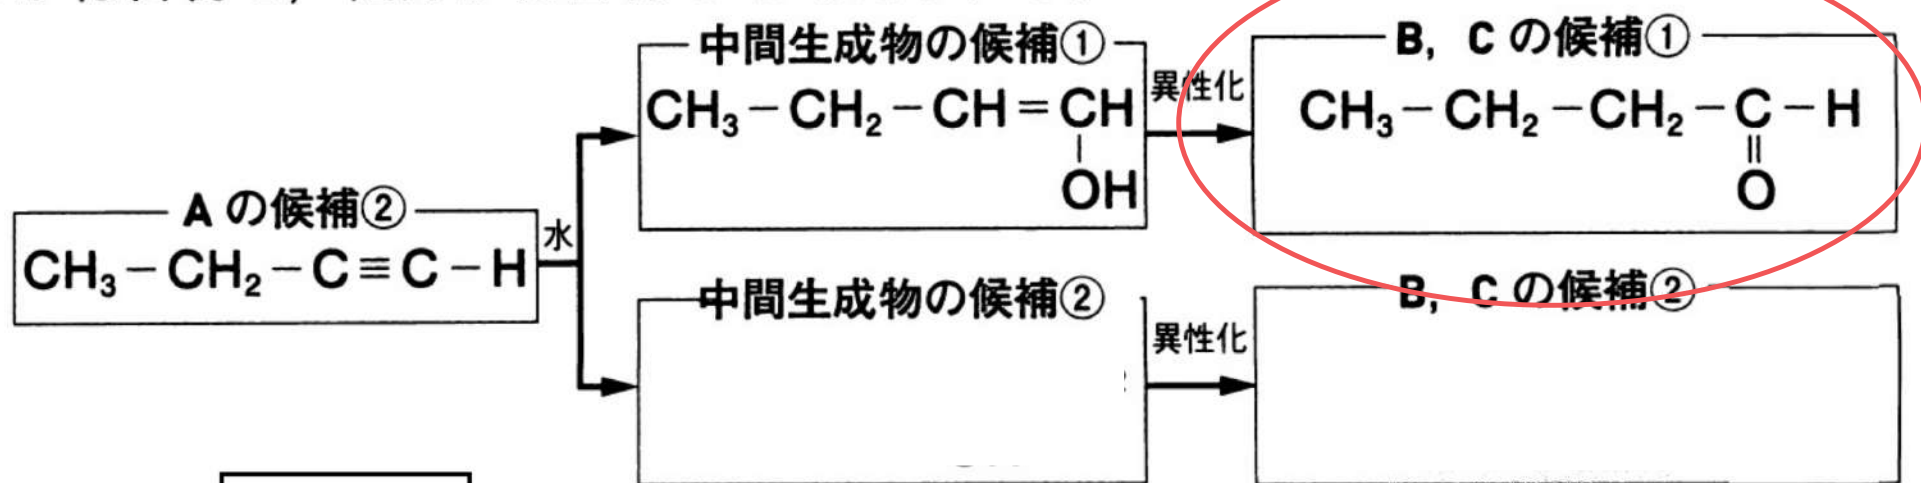 中間生成物の候補①
B, Cの候補①
CH₃−CH₂−CH=CH
OH
異性化
CH₃−CH₂−CH₂−C−H
O
Aの候補②
CH₃−CH₂−C≡C−H
水
中間生成物の候補②
異性化
B, Cの候補②